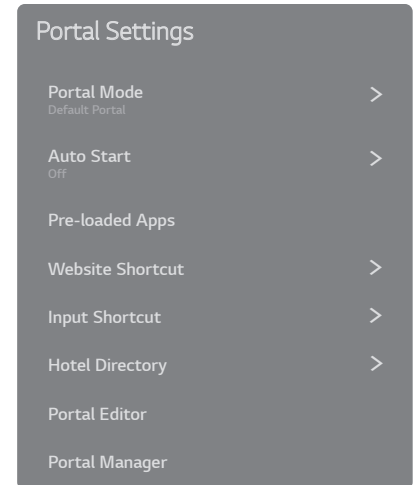 Portal Settings
Portal Mode
Default Portal
Auto Start
Off
Pre-loaded Apps
Website Shortcut
Input Shortcut
Hotel Directory
Portal Editor
Portal Manager